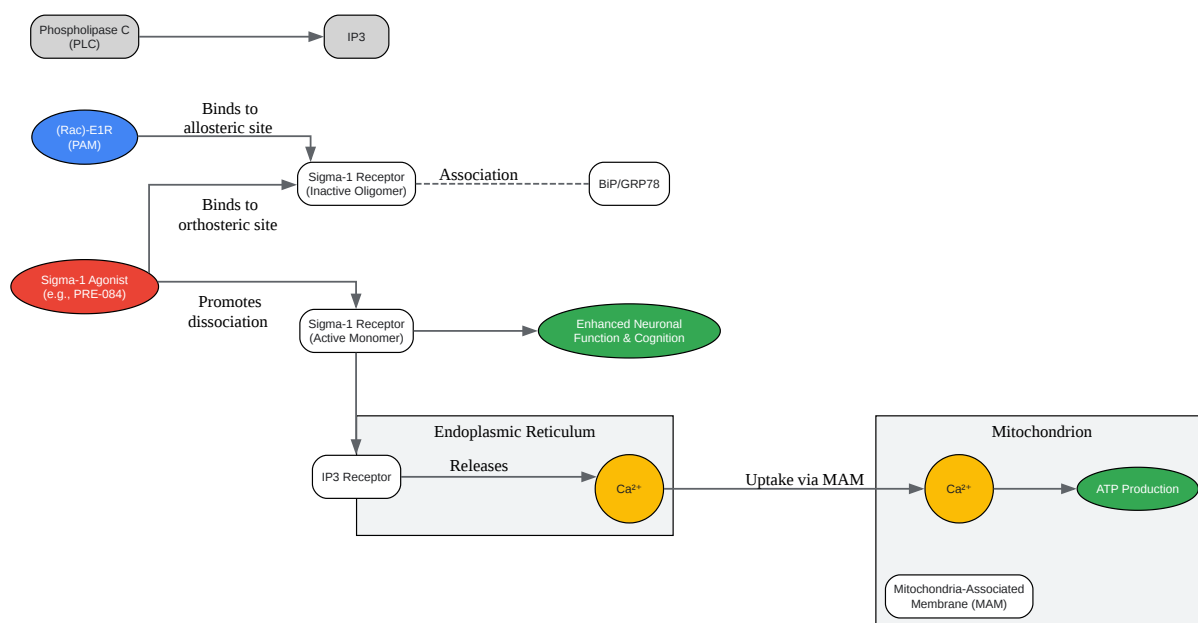 Phospholipase C
(PLC)
IP3
(Rac)-E1R
(PAM)
Binds to
allosteric site
Sigma-1 Receptor
(Inactive Oligomer)
Association
BiP/GRP78
Binds to
orthosteric site
Sigma-1 Agonist
(e.g., PRE-084)
Promotes
dissociation
Sigma-1 Receptor
(Active Monomer)
Enhanced Neuronal
Function & Cognition
Endoplasmic Reticulum
Mitochondrion
IP3 Receptor
Releases
Ca²⁺
Uptake via MAM
Ca²⁺
ATP Production
Mitochondria-Associated
Membrane (MAM)